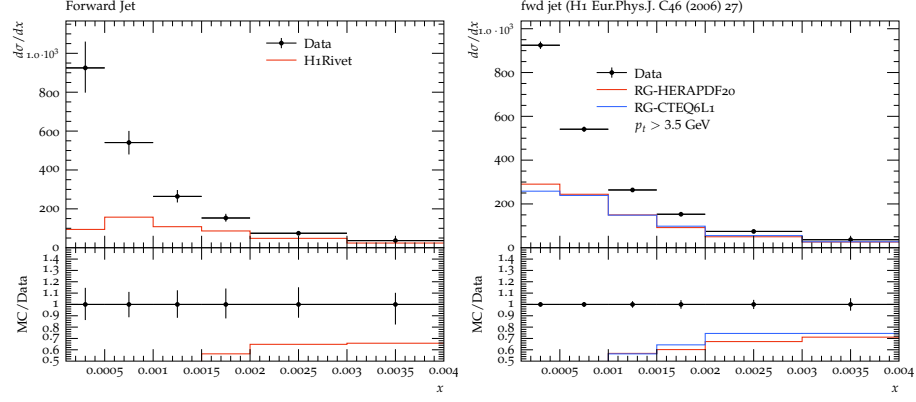 Forward Jet
dσ/dx
1.0 ·10³
800
600
400
200
0
Data
H1Rivet
MC/Data
1.4
1.3
1.2
1.1
1
0.9
0.8
0.7
0.6
0.5
0.0005 0.001 0.0015 0.002 0.0025 0.003 0.0035 0.004
x
fwd jet (H1 Eur.Phys.J. C46 (2006) 27)
dσ/dx
1.0 ·10³
800
600
400
200
0
Data
RG-HERAPDF20
RG-CTEQ6L1
pₜ > 3.5 GeV
MC/Data
1.4
1.3
1.2
1.1
1
0.9
0.8
0.7
0.6
0.5
0.0005 0.001 0.0015 0.002 0.0025 0.003 0.0035 0.004
x